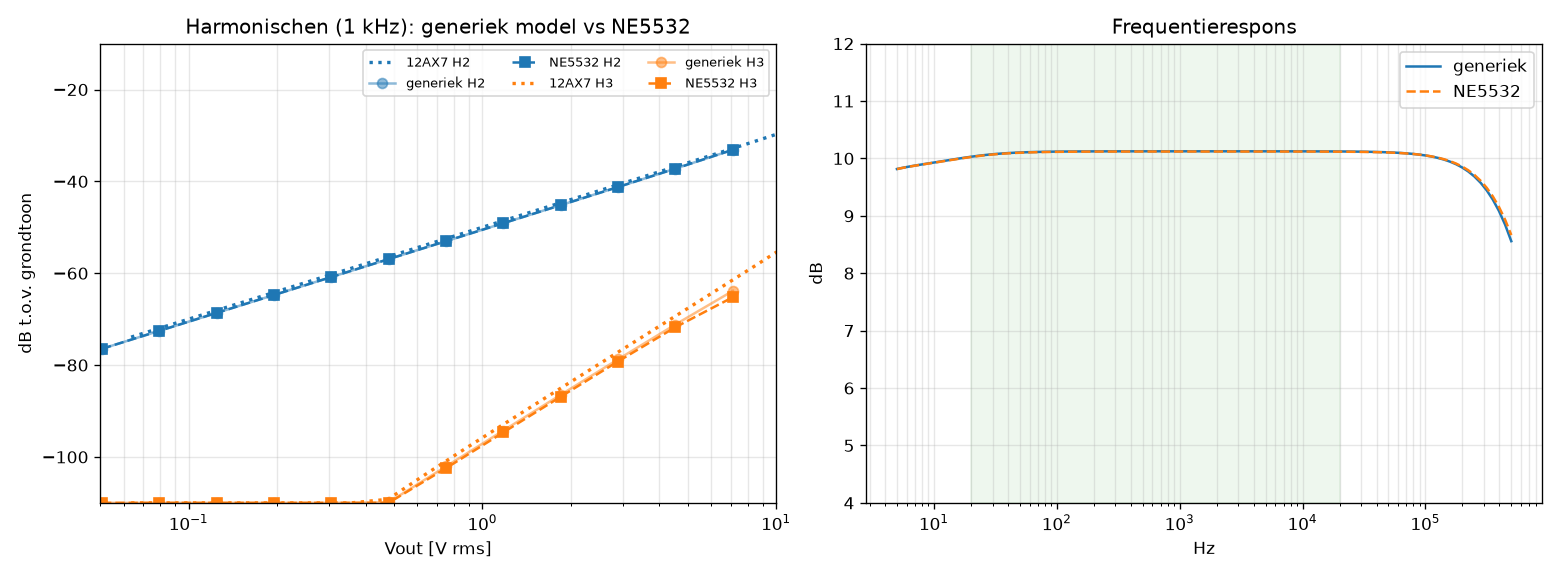 Harmonischen (1 kHz): generiek model vs NE5532
12AX7 H2
generiek H2
NE5532 H2
12AX7 H3
generiek H3
NE5532 H3
dB t.o.v. grondtoon
−20
−40
−60
−80
−100
10⁻¹
10⁰
10¹
Vout [V rms]
Frequentierespons
generiek
NE5532
dB
12
11
10
9
8
7
6
5
4
10¹
10²
10³
10⁴
10⁵
Hz